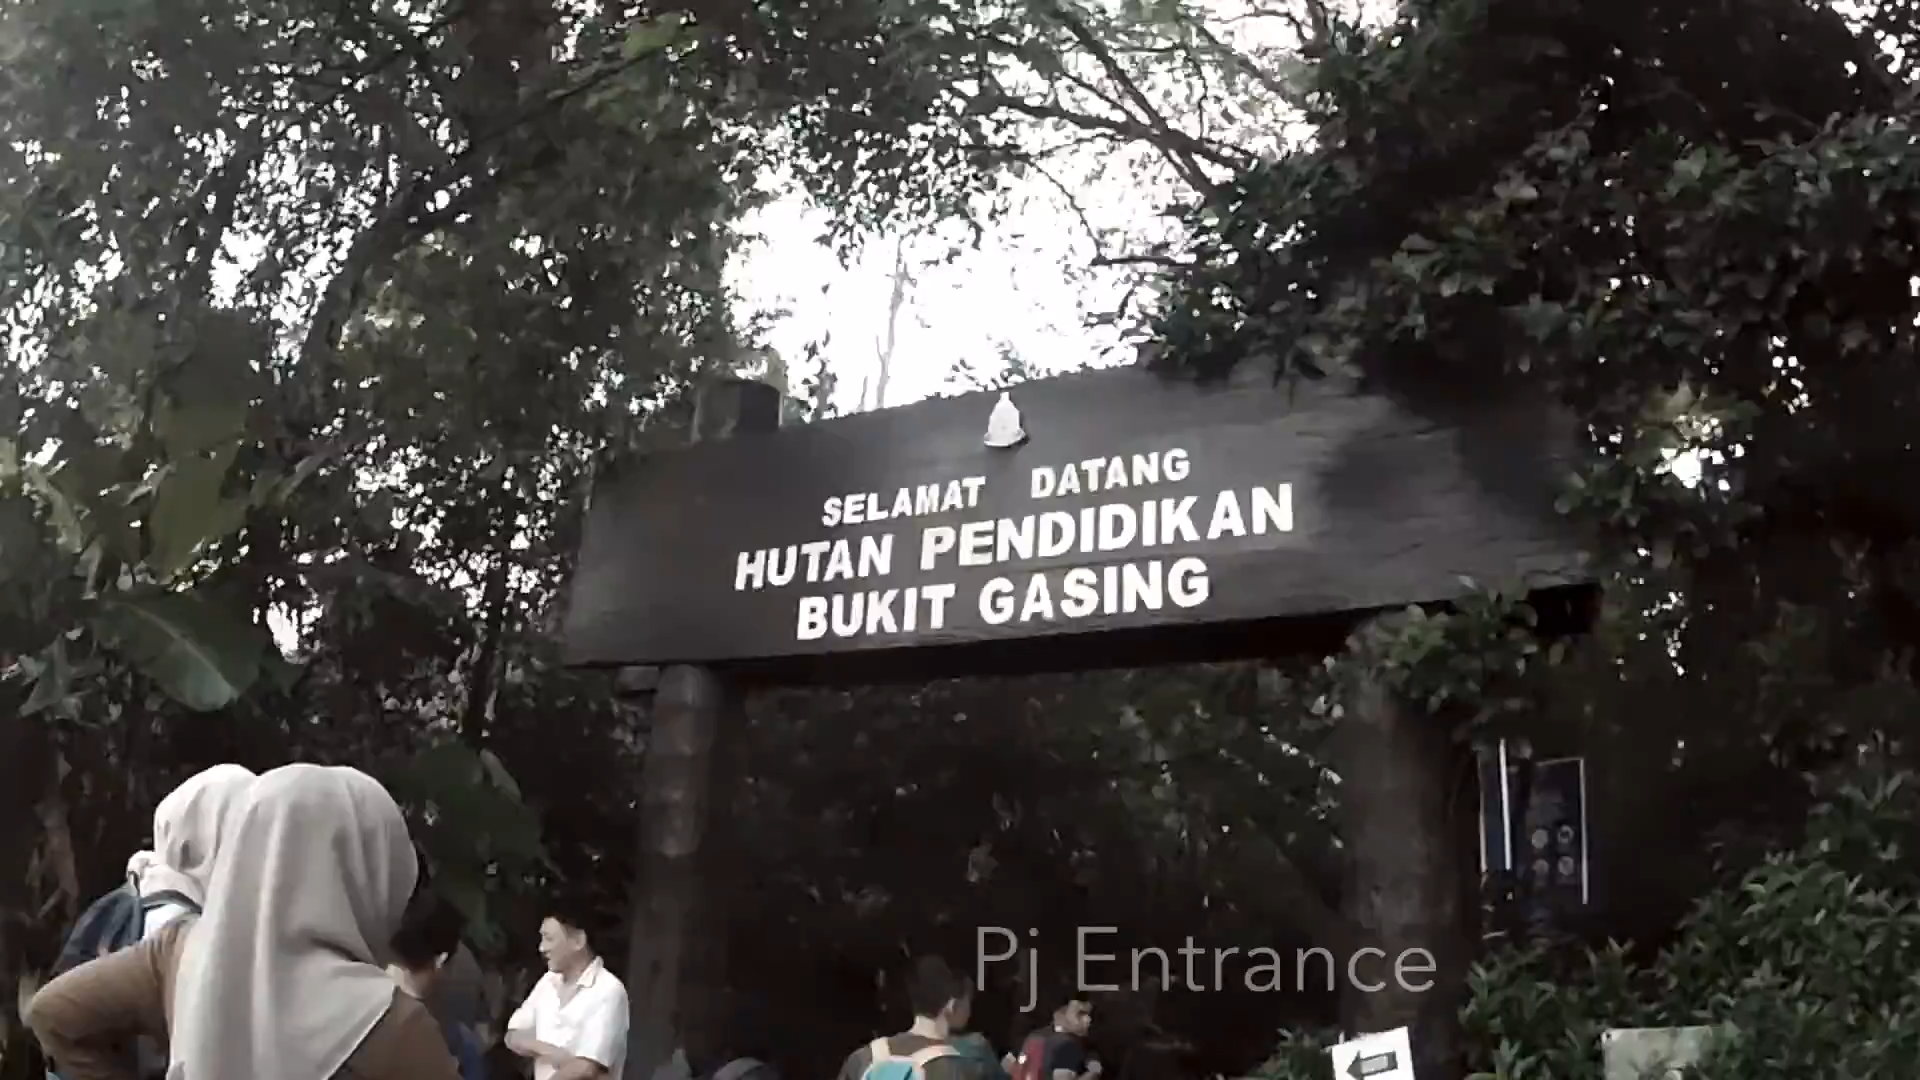 SELAMAT DATANG
HUTAN PENDIDIKAN
BUKIT GASING
Pj Entrance